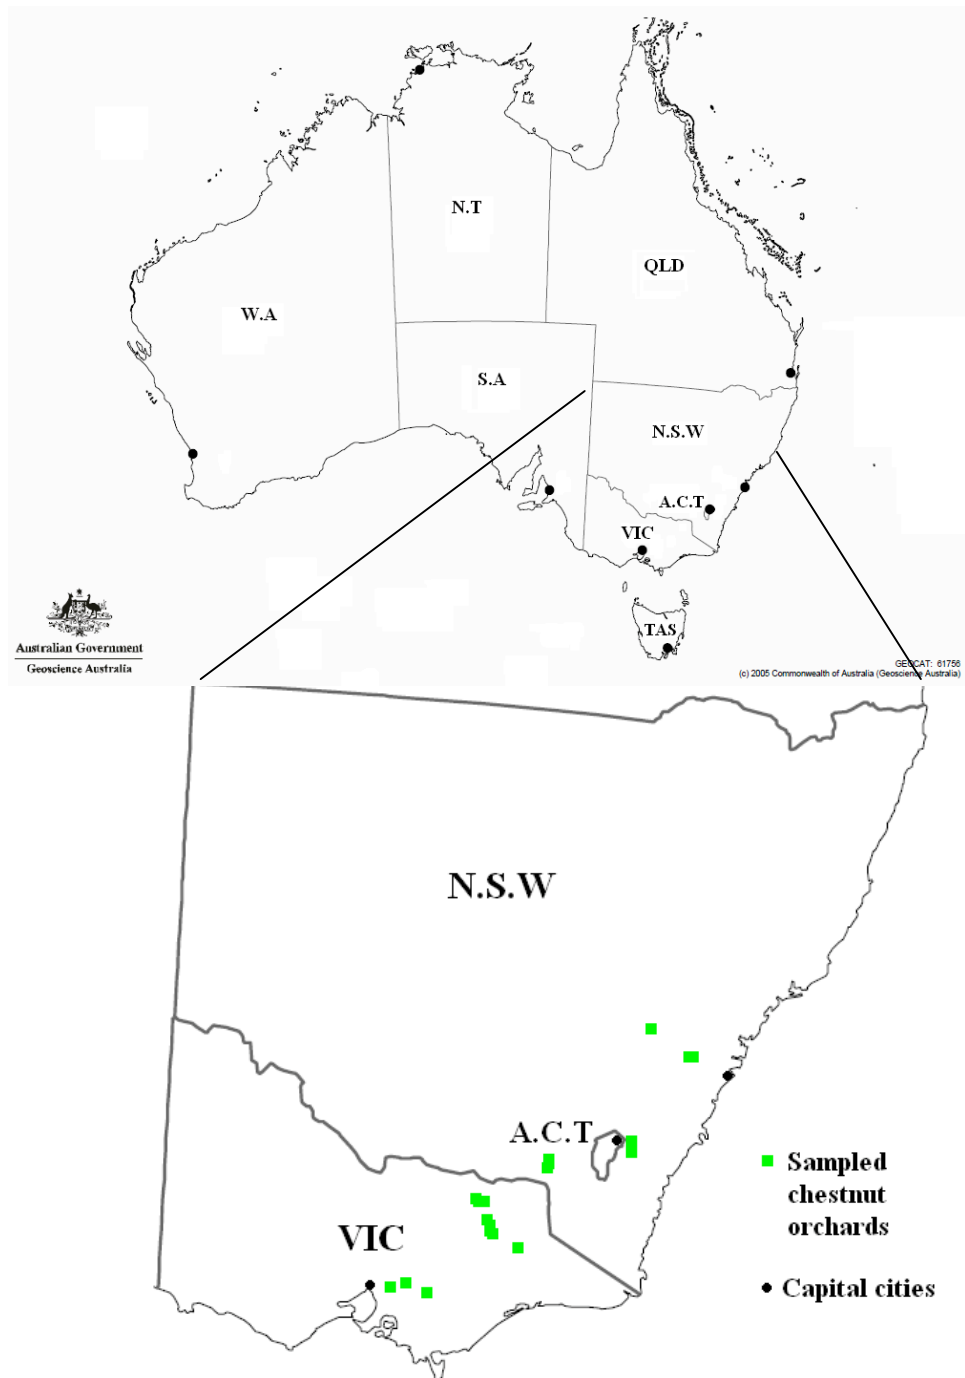 N.T
QLD
W.A
S.A
N.S.W
A.C.T
VIC
TAS
Australian Government
Geoscience Australia
GEOCAT: 61756
(c) 2005 Commonwealth of Australia (Geoscience Australia)
N.S.W
A.C.T
VIC
Sampled
chestnut
orchards
Capital cities